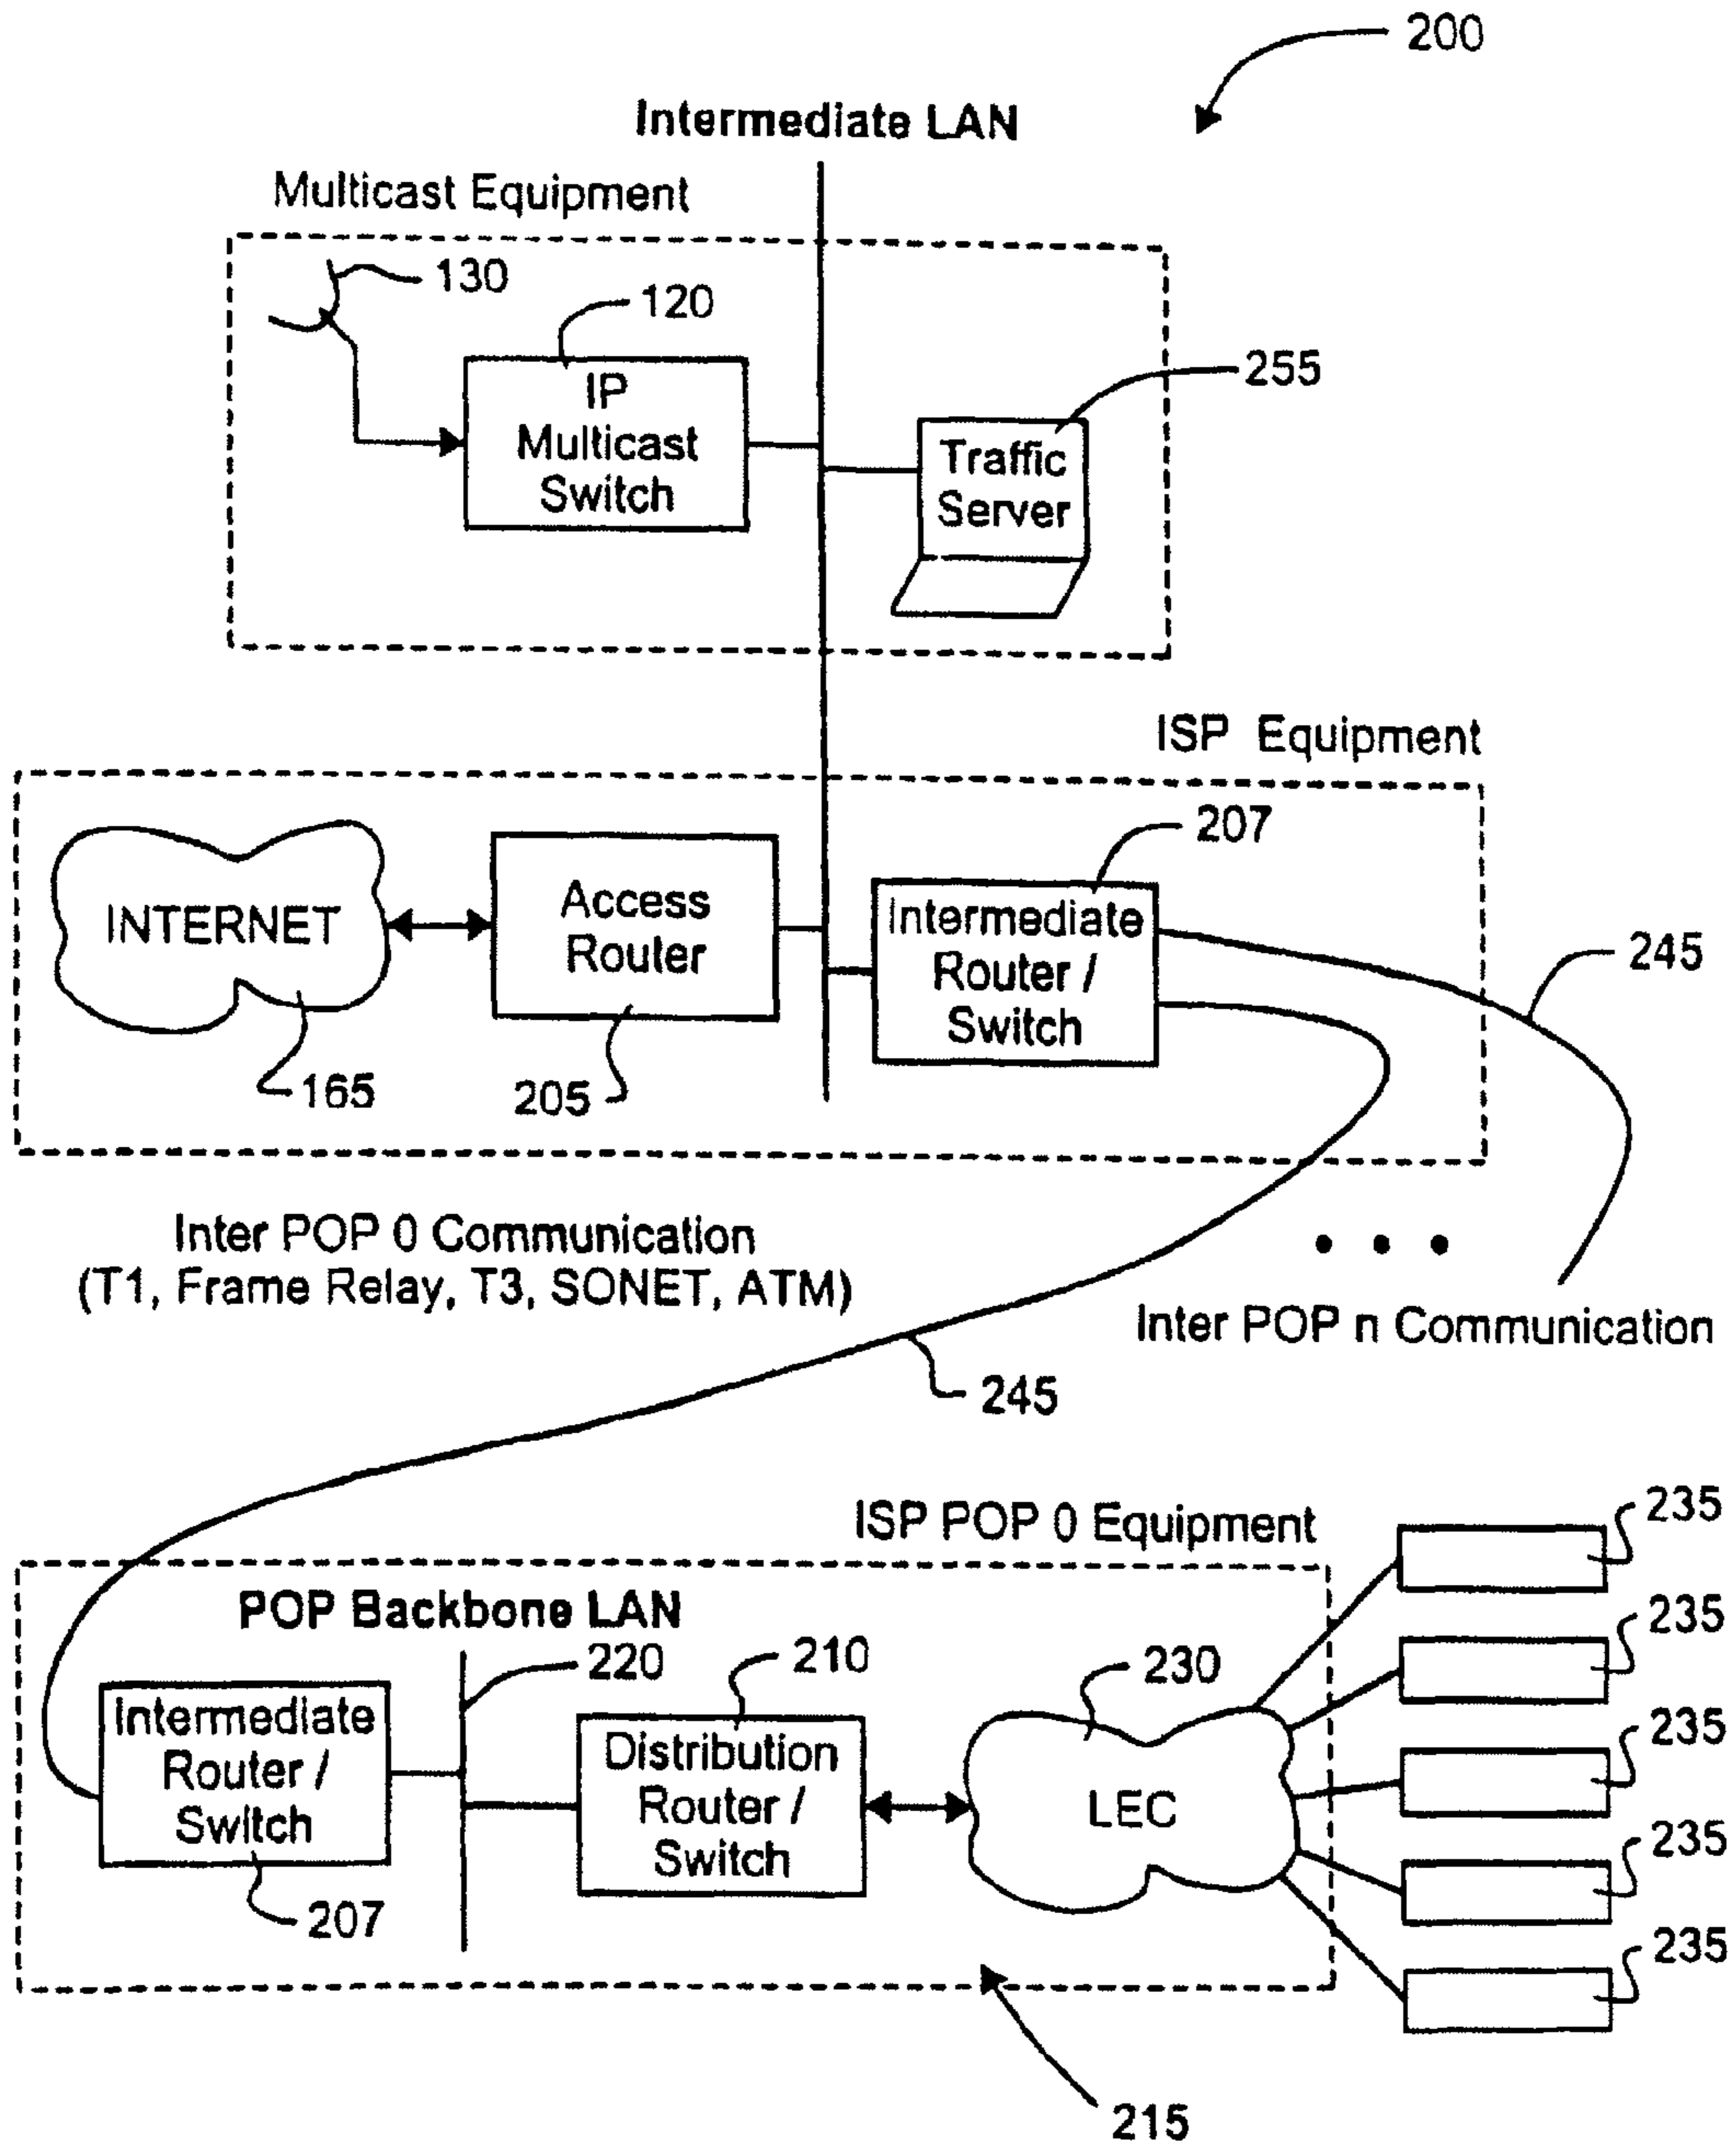 200
Intermediate LAN
Multicast Equipment
130
120
IP
Multicast
Switch
255
Traffic
Server
ISP Equipment
207
INTERNET
Access
Router
Intermediate
Router /
Switch
245
165
205
Inter POP 0 Communication
(T1, Frame Relay, T3, SONET, ATM)
Inter POP n Communication
245
ISP POP 0 Equipment
235
POP Backbone LAN
220
210
230
235
Intermediate
Router /
Switch
Distribution
Router /
Switch
LEC
235
235
207
235
215